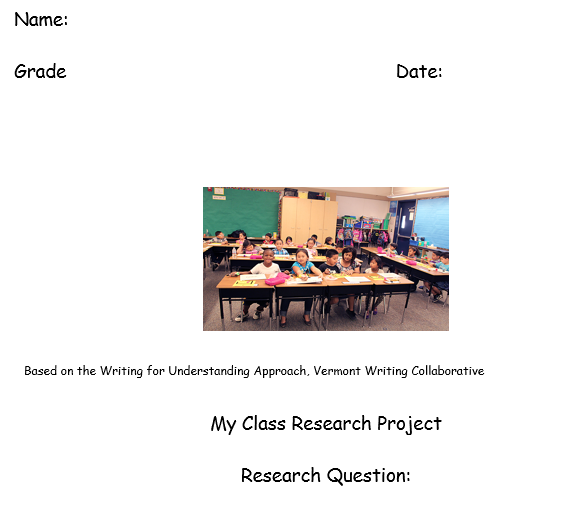 Name:
Grade Date:
Based on the Writing for Understanding Approach, Vermont Writing Collaborative
My Class Research Project
Research Question: